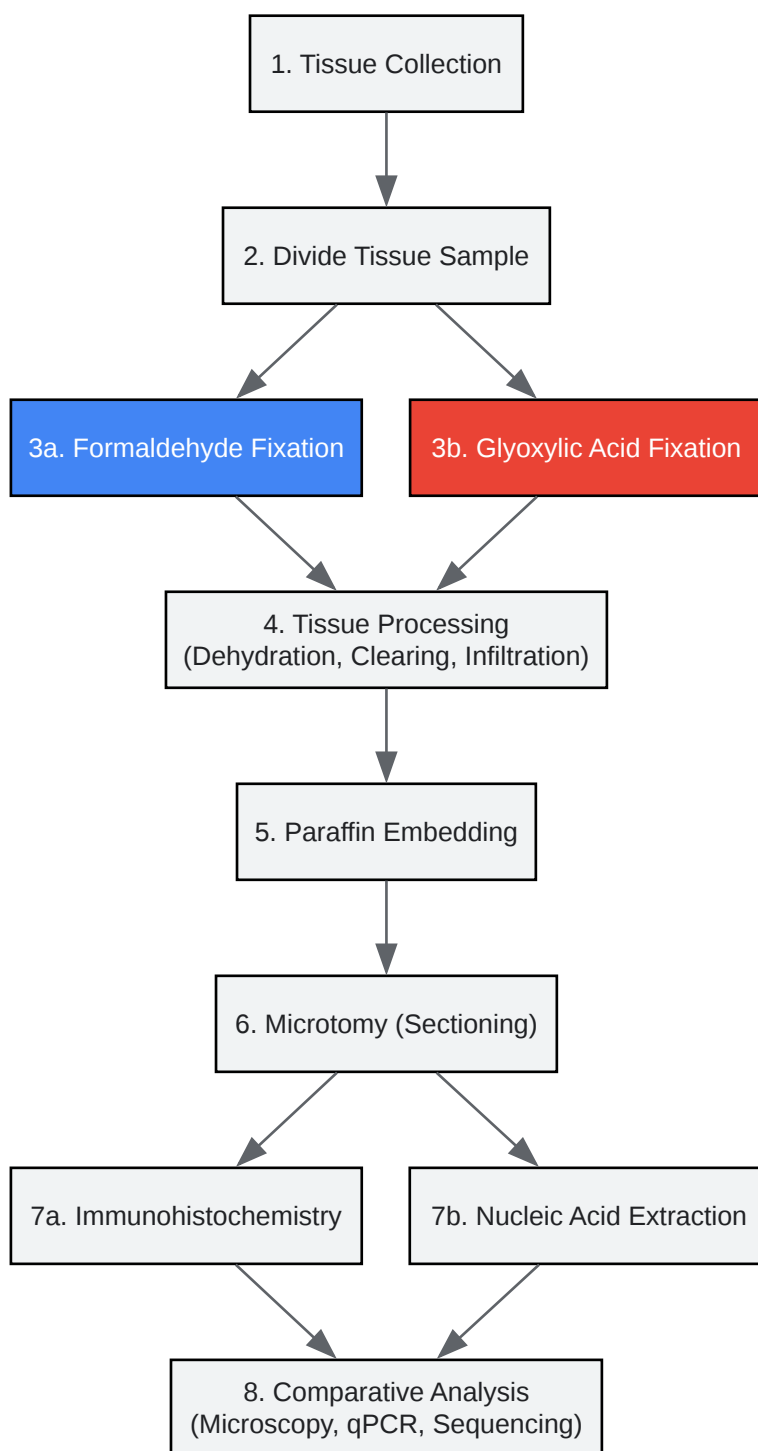 1. Tissue Collection
2. Divide Tissue Sample
3a. Formaldehyde Fixation
3b. Glyoxylic Acid Fixation
4. Tissue Processing
(Dehydration, Clearing, Infiltration)
5. Paraffin Embedding
6. Microtomy (Sectioning)
7a. Immunohistochemistry
7b. Nucleic Acid Extraction
8. Comparative Analysis
(Microscopy, qPCR, Sequencing)